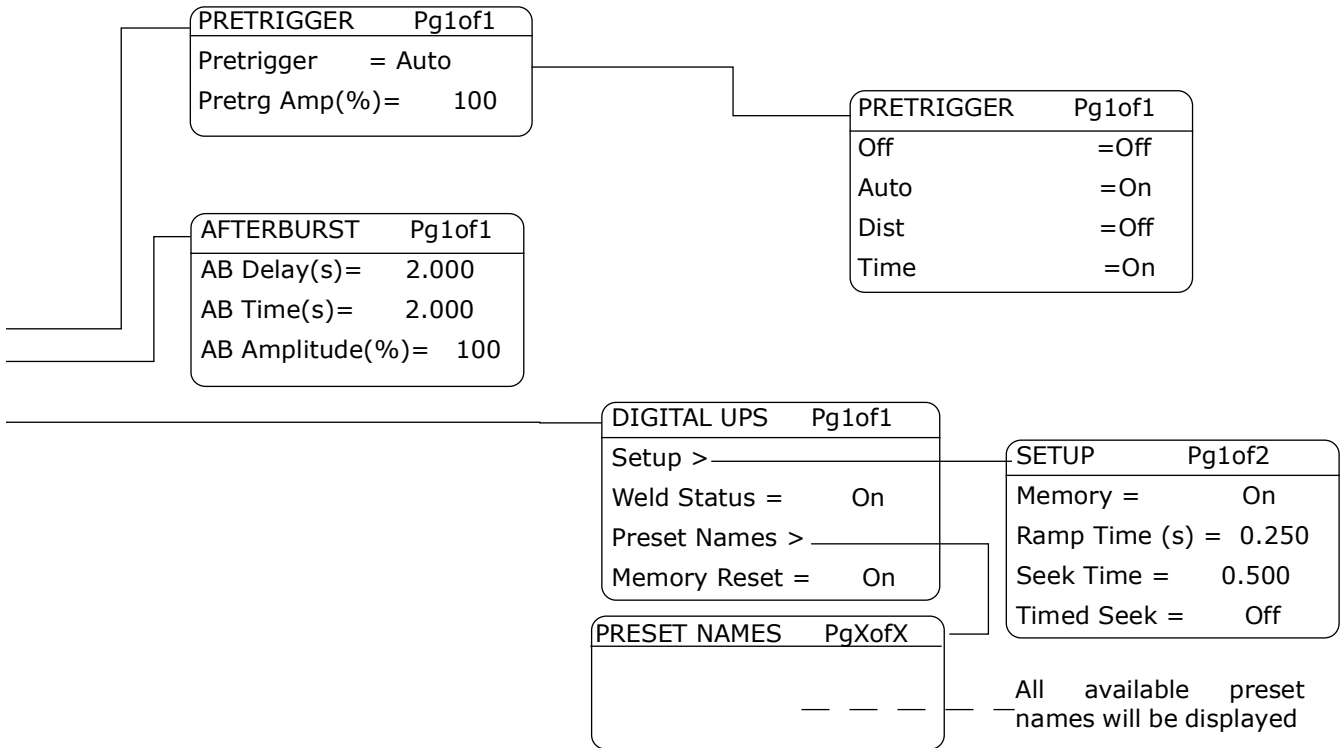 PRETRIGGER Pg1of1
Pretrigger = Auto
Pretrg Amp(%)= 100
PRETRIGGER Pg1of1
Off =Off
Auto =On
Dist =Off
Time =On
AFTERBURST Pg1of1
AB Delay(s)= 2.000
AB Time(s)= 2.000
AB Amplitude(%)= 100
DIGITAL UPS Pg1of1
Setup >
Weld Status = On
Preset Names >
Memory Reset = On
SETUP Pg1of2
Memory = On
Ramp Time (s) = 0.250
Seek Time = 0.500
Timed Seek = Off
PRESET NAMES PgXofX
All available preset
names will be displayed